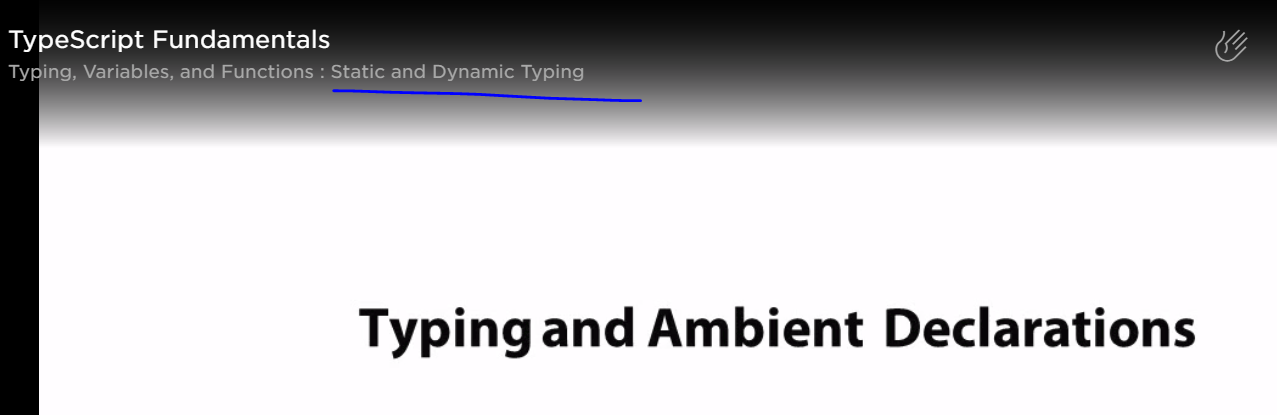 TypeScript Fundamentals
Typing, Variables, and Functions : Static and Dynamic Typing
Typing and Ambient Declarations